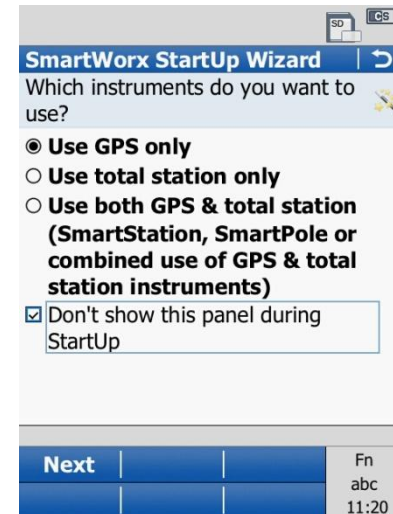 SD CS
SmartWorx StartUp Wizard
Which instruments do you want to
use?
Use GPS only
Use total station only
Use both GPS & total station
(SmartStation, SmartPole or
combined use of GPS & total
station instruments)
Don't show this panel during
StartUp
Next Fn
abc
11:20